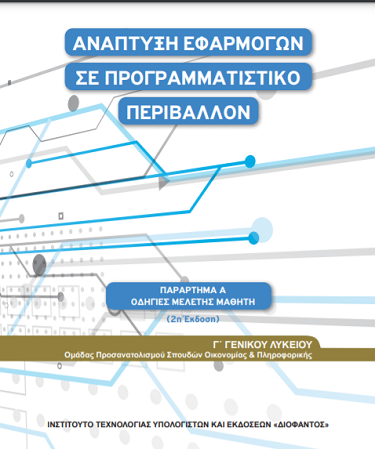 ΑΝΑΠΤΥΞΗ ΕΦΑΡΜΟΓΩΝ
ΣΕ ΠΡΟΓΡΑΜΜΑΤΙΣΤΙΚΟ
ΠΕΡΙΒΑΛΛΟΝ
ΠΑΡΑΡΤΗΜΑ Α
ΟΔΗΓΙΕΣ ΜΕΛΕΤΗΣ ΜΑΘΗΤΗ
(2η Έκδοση)
Γ΄ ΓΕΝΙΚΟΥ ΛΥΚΕΙΟΥ
Ομάδας Προσανατολισμού Σπουδών Οικονομίας & Πληροφορικής
ΙΝΣΤΙΤΟΥΤΟ ΤΕΧΝΟΛΟΓΙΑΣ ΥΠΟΛΟΓΙΣΤΩΝ ΚΑΙ ΕΚΔΟΣΕΩΝ «ΔΙΟΦΑΝΤΟΣ»